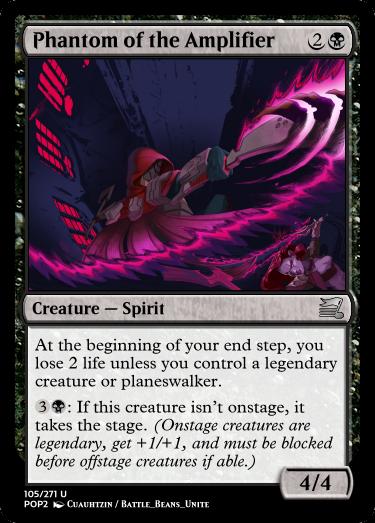 Phantom of the Amplifier 2
Creature — Spirit
At the beginning of your end step, you
lose 2 life unless you control a legendary
creature or planeswalker.
3: If this creature isn't onstage, it
takes the stage. (Onstage creatures are
legendary, get +1/+1, and must be blocked
before offstage creatures if able.)
4/4
105/271 U
POP2 Cuauhtzin / Battle_Beans_Unite